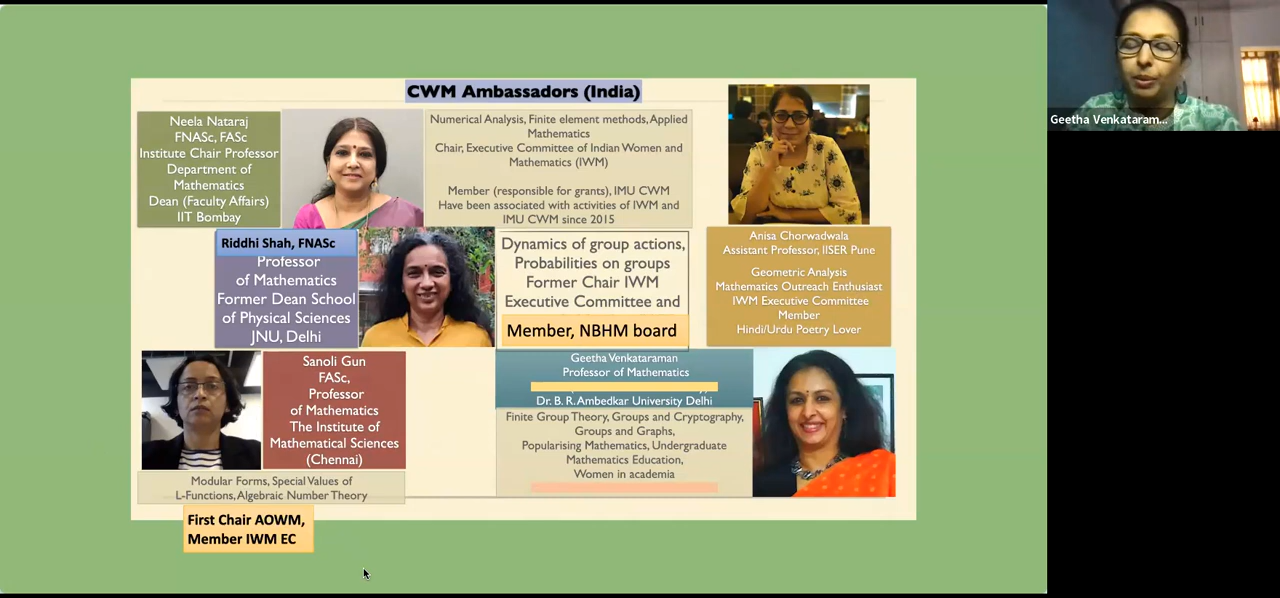 CWM Ambassadors (India)
Neela Nataraj
FNASc, FASc
Institute Chair Professor
Department of
Mathematics
Dean (Faculty Affairs)
IIT Bombay
Numerical Analysis, Finite element methods, Applied
Mathematics
Chair, Executive Committee of Indian Women and
Mathematics (IWM)
Member (responsible for grants), IMU CWM
Have been associated with activities of IWM and
IMU CWM since 2015
Anisa Chorwadwala
Assistant Professor, IISER Pune
Geometric Analysis
Mathematics Outreach Enthusiast
IWM Executive Committee
Member
Hindi/Urdu Poetry Lover
Riddhi Shah, FNASc
Professor
of Mathematics
Former Dean School
of Physical Sciences
JNU, Delhi
Dynamics of group actions,
Probabilities on groups
Former Chair IWM
Executive Committee and
Member, NBHM board
Sanoli Gun
FASc,
Professor
of Mathematics
The Institute of
Mathematical Sciences
(Chennai)
Modular Forms, Special Values of
L-Functions, Algebraic Number Theory
First Chair AOWM,
Member IWM EC
Geetha Venkataraman
Professor of Mathematics
Dr. B. R. Ambedkar University Delhi
Finite Group Theory, Groups and Cryptography,
Groups and Graphs,
Popularising Mathematics, Undergraduate
Mathematics Education,
Women in academia
Geetha Venkataram...